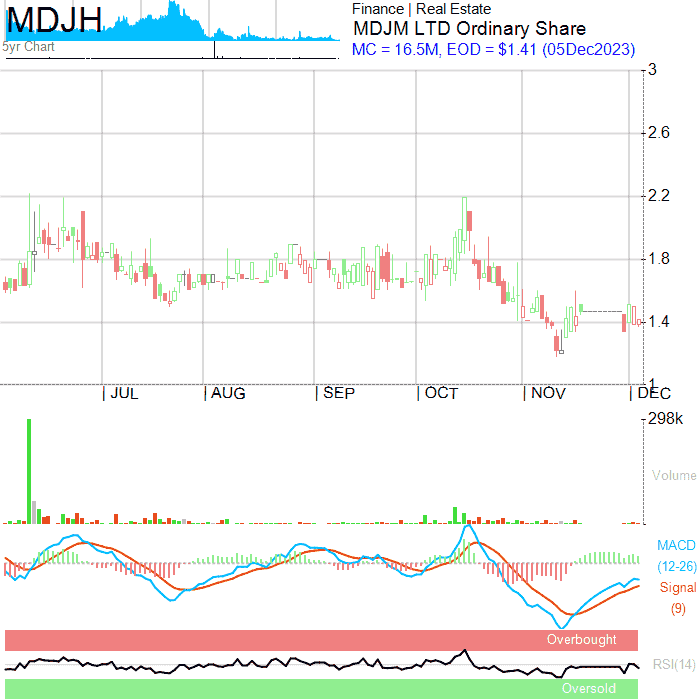 MDJH
5yr Chart
Finance | Real Estate
MDJM LTD Ordinary Share
MC = 16.5M, EOD = $1.41 (05Dec2023)
3
2.6
2.2
1.8
1.4
1
| JUL | AUG | SEP | OCT | NOV | DEC
298k
Volume
MACD
(12-26)
Signal
(9)
Overbought
RSI(14)
Oversold